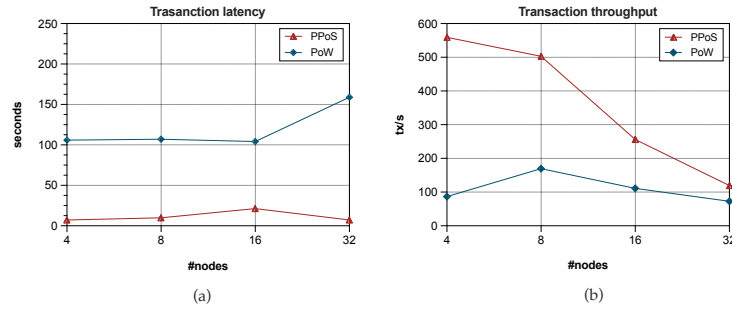 Trasanction latency
250
200
150
100
50
0
seconds
4 8 16 32
#nodes
PPoS
PoW
(a)
Transaction throughput
600
500
400
300
200
100
0
tx/s
4 8 16 32
#nodes
PPoS
PoW
(b)